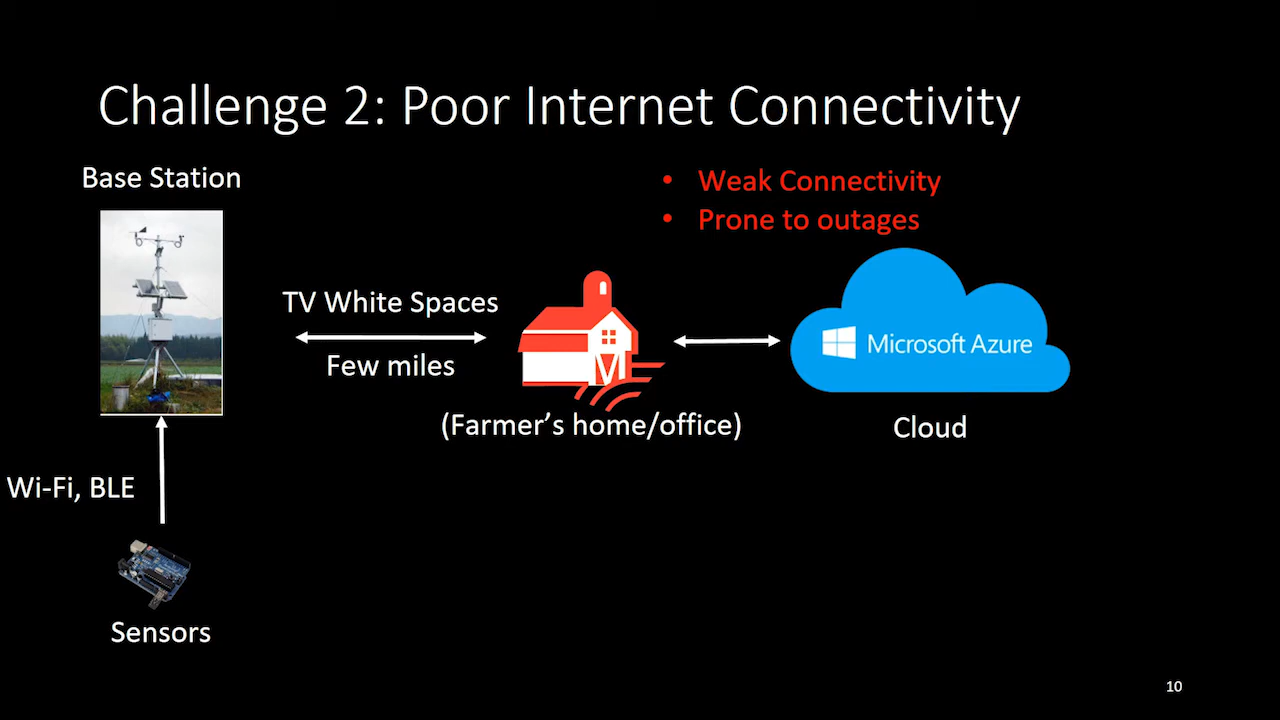 Challenge 2: Poor Internet Connectivity
Base Station
• Weak Connectivity
• Prone to outages
TV White Spaces
Few miles
Microsoft Azure
(Farmer’s home/office)
Cloud
Wi-Fi, BLE
Sensors
10